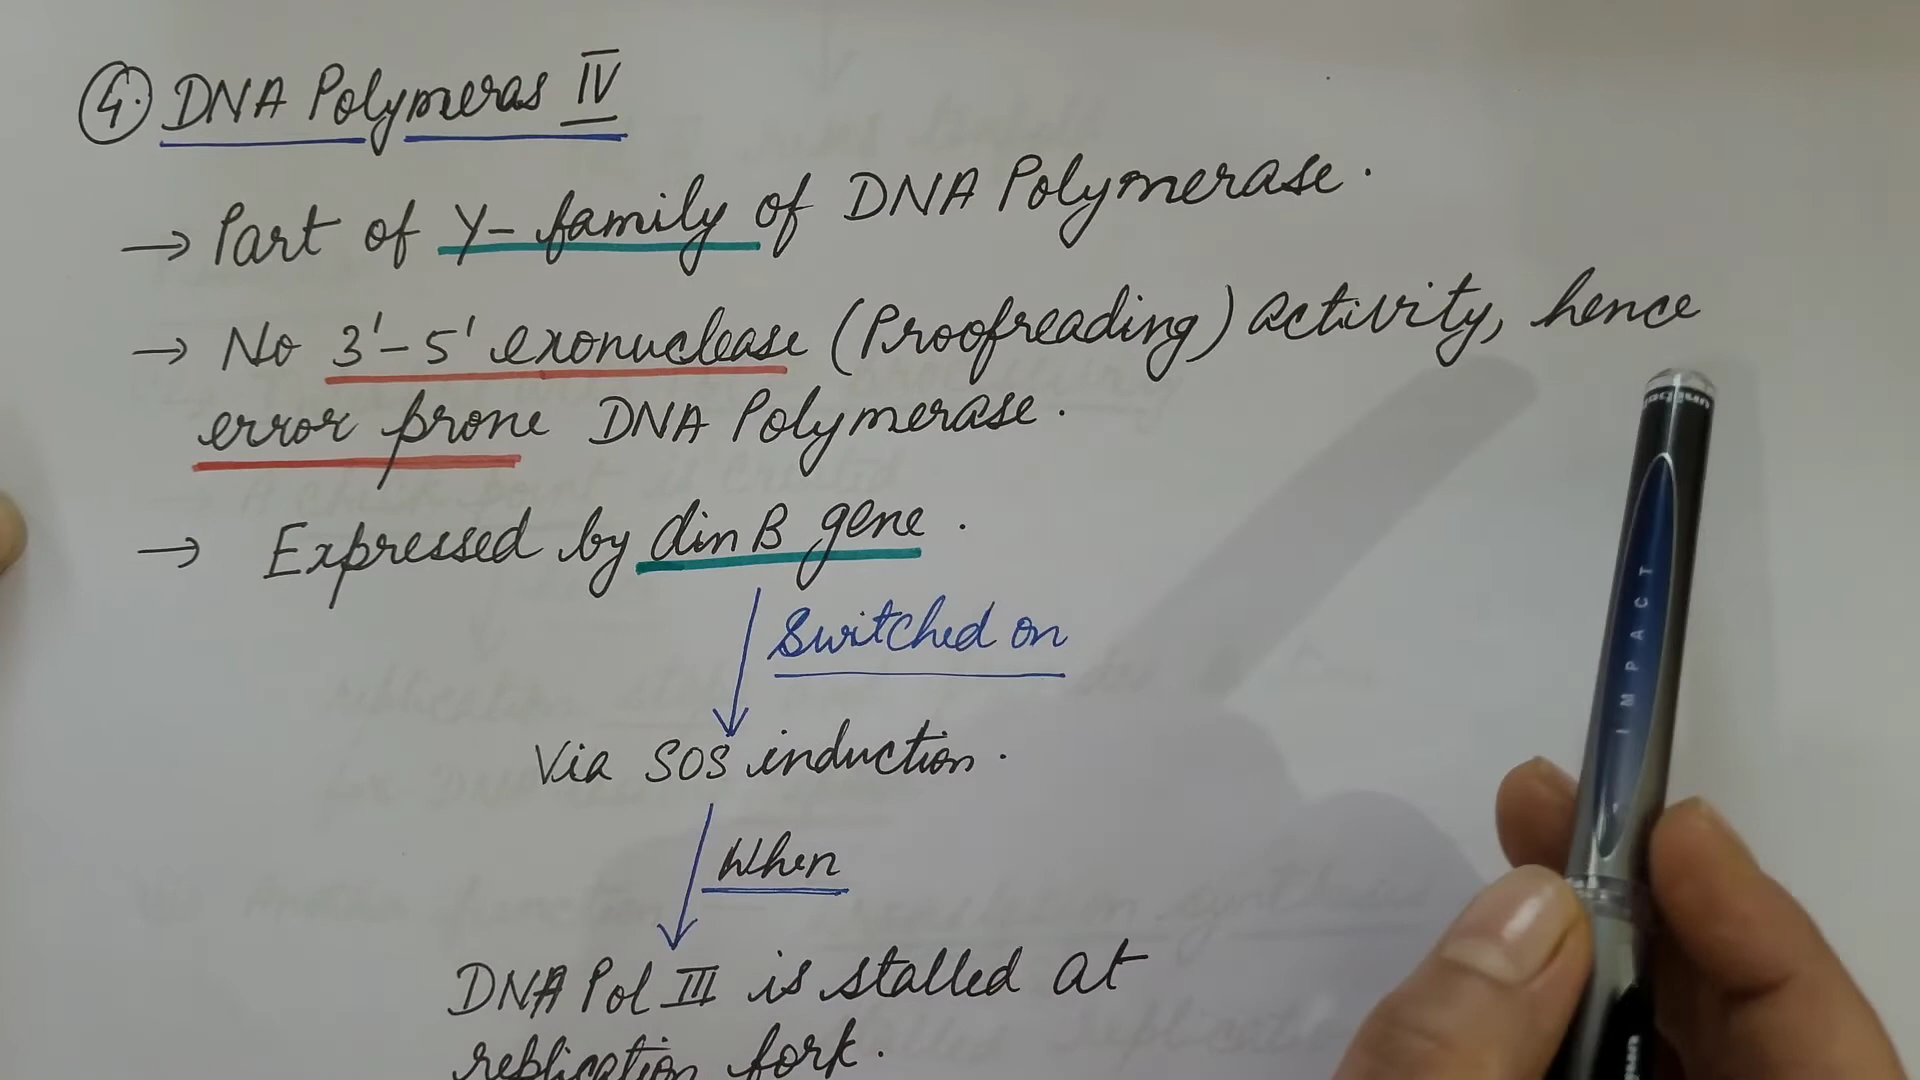 4. DNA Polymeras IV
→ Part of Y-family of DNA Polymerase.
→ No 3'-5' exonuclease (Proofreading) activity, hence
error prone DNA Polymerase.
→ Expressed by din B gene.
Switched on
Via SOS induction.
When
DNA Pol III is stalled at
replication fork.
IMPACT